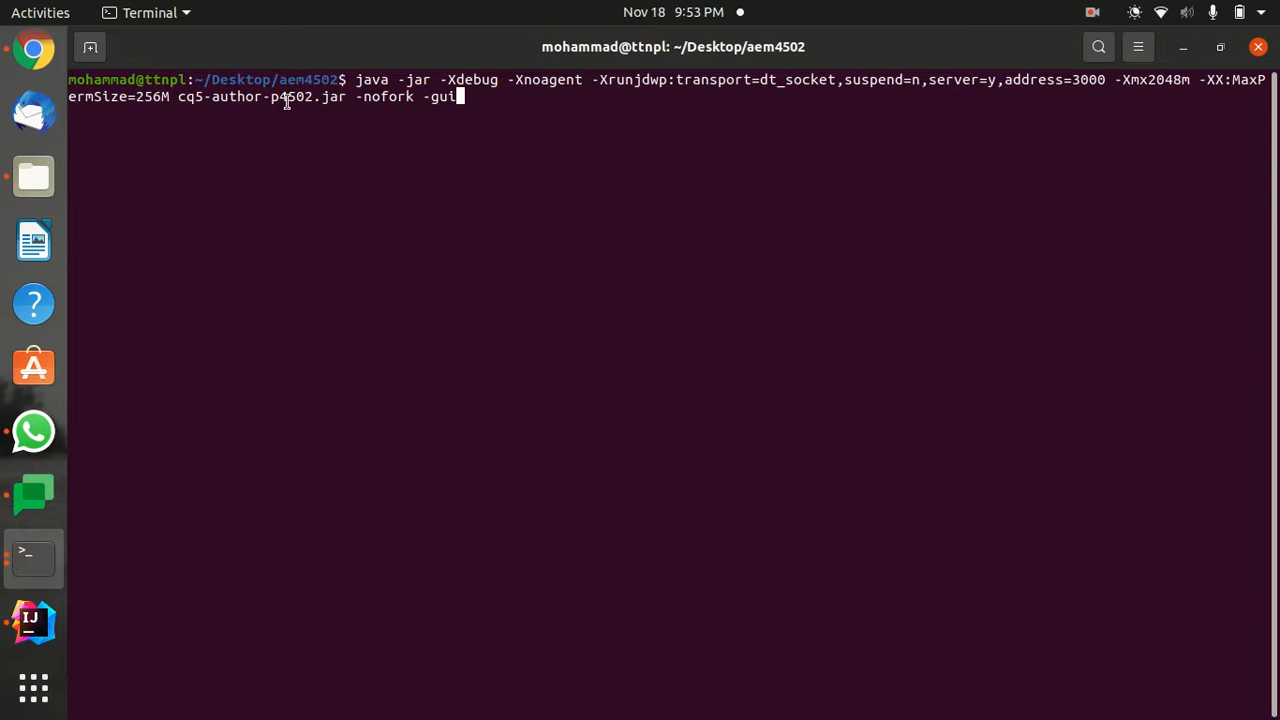 Activities Terminal Nov 18 9:53 PM
mohammad@ttnpl: ~/Desktop/aem4502
mohammad@ttnpl:~/Desktop/aem4502$ java -jar -Xdebug -Xnoagent -Xrunjdwp:transport=dt_socket,suspend=n,server=y,address=3000 -Xmx2048m -XX:MaxP
ermSize=256M cq5-author-p4502.jar -nofork -gui
?
A
>_
IJ